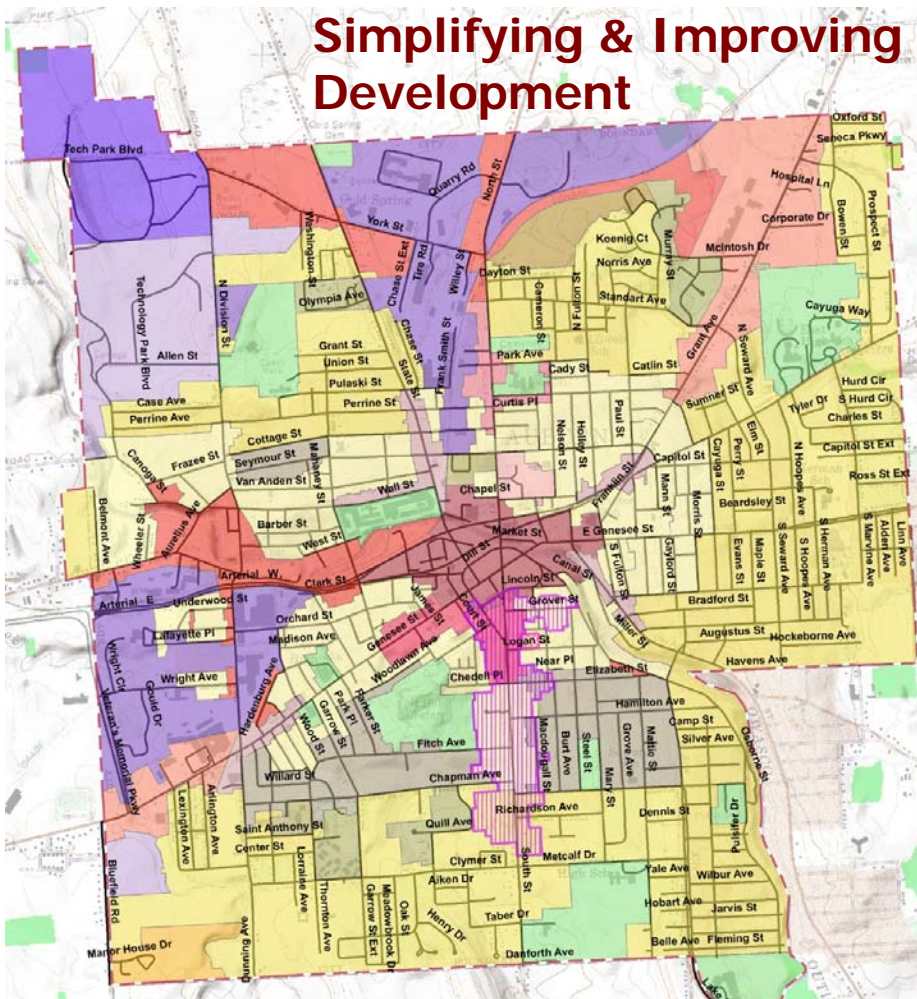 Simplifying & Improving
Development
Oxford St
Seneca Pkwy
Tech Park Blvd
Quarry Rd
North St
Hospital Ln
Bowen St
Prospect St
York St
Washington St
Corporate Dr
Koenig Ct
Murray St
McIntosh Dr
Chase St Ext
Tire Rd
Willey St
Norris Ave
Dayton St
Technology Park Blvd
N Division St
Olympia Ave
Cameron St
N Fulton St
Standart Ave
Cayuga Way
Chase St
Grant Ave
N Seward Ave
Grant St
State St
Frank Smith St
Allen St
Union St
Park Ave
Cady St
Catlin St
Pulaski St
Hurd Cir
Case Ave
Perrine St
Curtis Pl
Paul St
Sumner St
Tyler Dr
S Hurd Cir
Perrine Ave
Charles St
Cottage St
Nelson St
Holley St
Elm St
Canoga St
Frazee St
Seymour St
Mahaney St
Capitol St
Cayuga St
Perry St
N Hoopes Ave
Capitol St Ext
Van Anden St
Franklin St
Ross St Ext
Wall St
Chapel St
Mann St
Morris St
Belmont Ave
Wheeler St
Aurelius Ave
Barber St
Beardsley St
West St
Market St
E Genesee St
Dill St
Canal St
S Fulton St
Gaylord St
Evans St
Maple St
S Seward Ave
S Hoopes Ave
S Herman Ave
S Marvine Ave
Alden Ave
Linn Ave
Arterial W.
Clark St
Lincoln St
Arterial E
Underwood St
James St
Court St
Grover St
Bradford St
Orchard St
Miller St
Lafayette Pl
Madison Ave
Genesee St
Woodlawn Ave
Logan St
Augustus St
Hockeborne Ave
Near Pl
Havens Ave
Wright Cir
Wright Ave
Chedell Pl
Elizabeth St
Gould Dr
Hardenburg Ave
Veteran's Memorial Pkwy
Wood St
Garrow St
Park Pl
Parker St
Hamilton Ave
Macdougall St
Burt Ave
Steel St
Grove Ave
Mattie St
Camp St
Fitch Ave
Silver Ave
Osborne St
Willard St
Chapman Ave
Mary St
Lexington Ave
Arlington Ave
Richardson Ave
Dennis St
Saint Anthony St
Quill Ave
Center St
Clymer St
Metcalf Dr
Bluefield Rd
Lorraine Ave
South St
Yale Ave
Wilbur Ave
Aiken Dr
Thornton Ave
Garrow St Ext
Meadowbrook Dr
Oak St
Hobart Ave
Jarvis St
Henry Dr
Taber Dr
Manor House Dr
Dunning Ave
Danforth Ave
Belle Ave
Fleming St
Lake